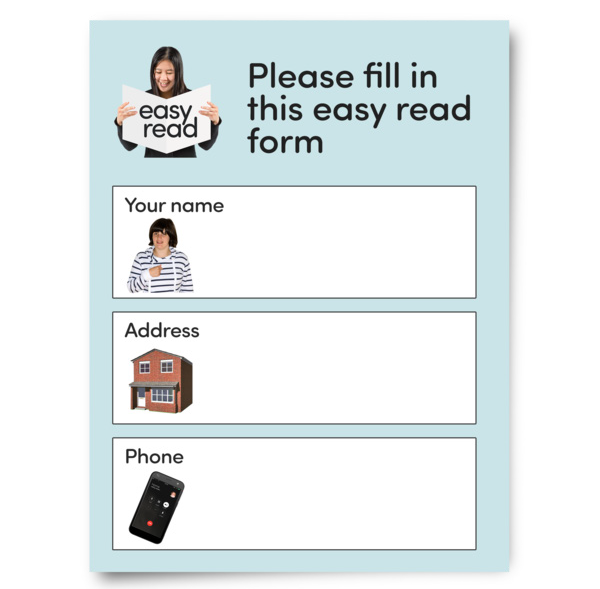 easy
read
Please fill in
this easy read
form
Your name
Address
Phone